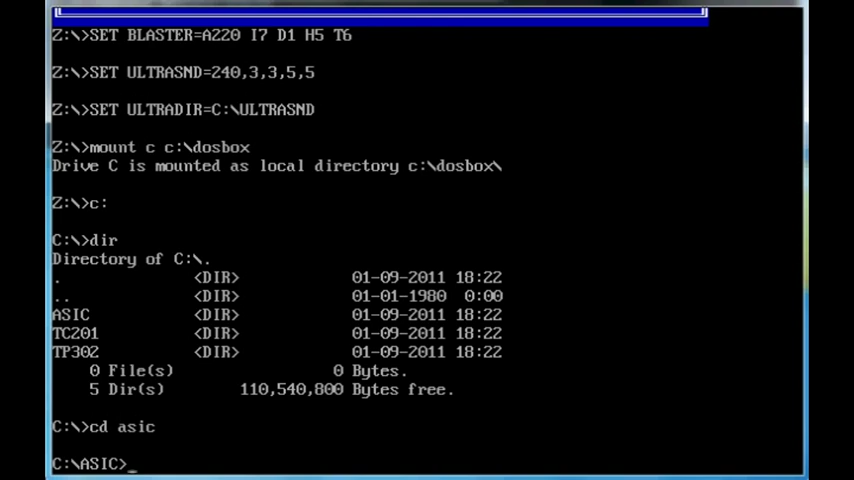 Z:\>SET BLASTER=A220 I7 D1 H5 T6
Z:\>SET ULTRASND=240,3,3,5,5
Z:\>SET ULTRADIR=C:\ULTRASND
Z:\>mount c c:\dosbox
Drive C is mounted as local directory c:\dosbox\
Z:\>c:
C:\>dir
Directory of C:\.
. <DIR> 01-09-2011 18:22
.. <DIR> 01-01-1980 0:00
ASIC <DIR> 01-09-2011 18:22
TC201 <DIR> 01-09-2011 18:22
TP302 <DIR> 01-09-2011 18:22
0 File(s) 0 Bytes.
5 Dir(s) 110,540,800 Bytes free.
C:\>cd asic
C:\ASIC>_